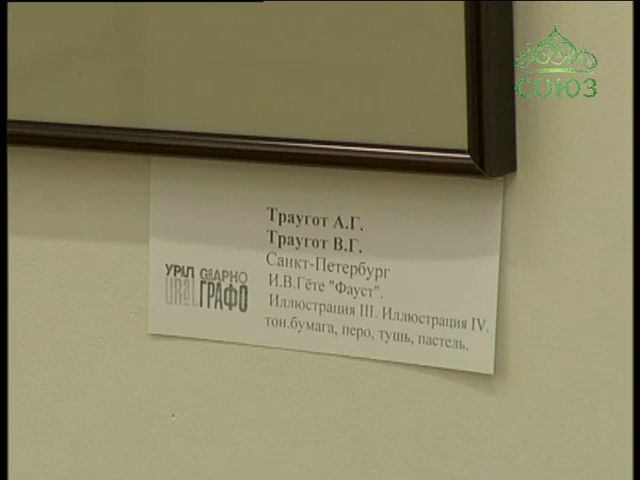 СОЮЗ
Траугот А.Г.
Траугот В.Г.
Санкт-Петербург
И.В.Гёте "Фауст".
Иллюстрация III. Иллюстрация IV.
тон.бумага, перо, тушь, пастель.
УРАЛ GRAPHO
URAL ГРАФО